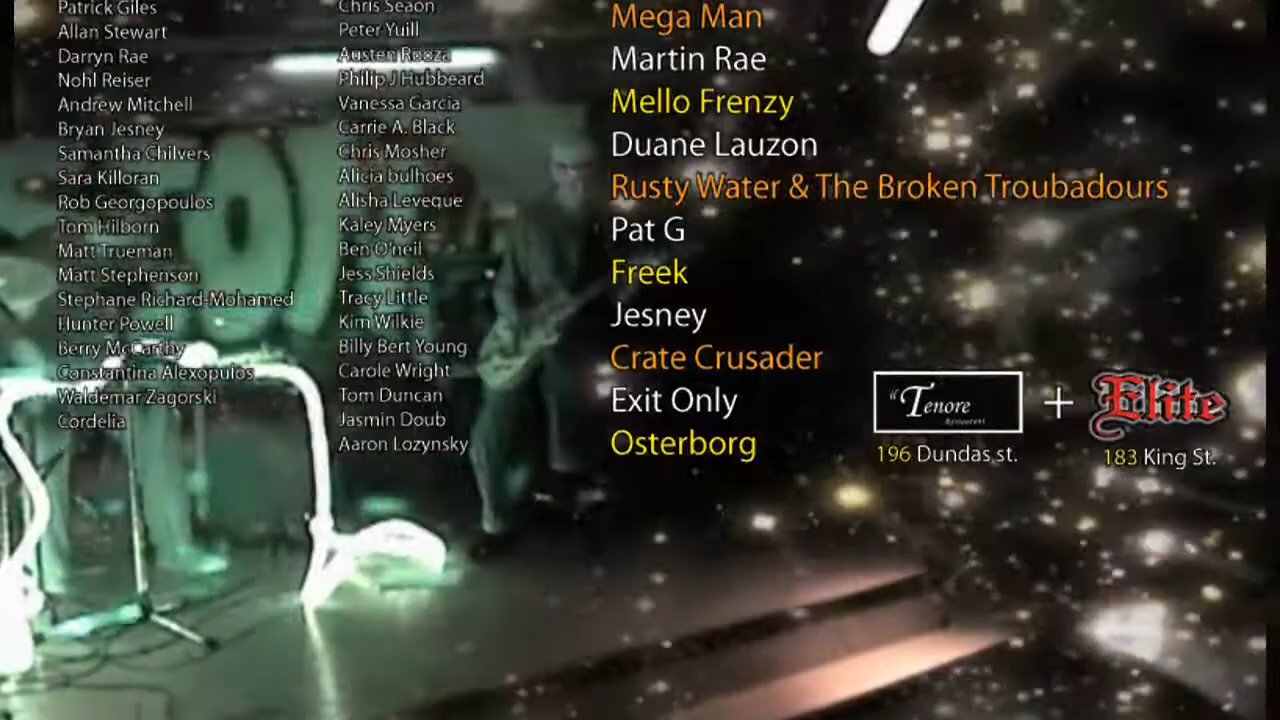 Patrick Giles
Allan Stewart
Darryn Rae
Nohl Reiser
Andrew Mitchell
Bryan Jesney
Samantha Chilvers
Sara Killoran
Rob Georgopoulos
Tom Hilborn
Matt Trueman
Matt Stephenson
Stephane Richard-Mohamed
Hunter Powell
Berry McCarthy
Constantina Alexopulos
Waldemar Zagorski
Cordelia
Chris Seaon
Peter Yuill
Austen Rooza
Philip J Hubbeard
Vanessa Garcia
Carrie A. Black
Chris Mosher
Alicia bulhoes
Alisha Leveque
Kaley Myers
Ben O'neil
Jess Shields
Tracy Little
Kim Wilkie
Billy Bert Young
Carole Wright
Tom Duncan
Jasmin Doub
Aaron Lozynsky
Mega Man
Martin Rae
Mello Frenzy
Duane Lauzon
Rusty Water & The Broken Troubadours
Pat G
Freek
Jesney
Crate Crusader
Exit Only
Osterborg
Tenore
+
Elite
196 Dundas st.
183 King St.